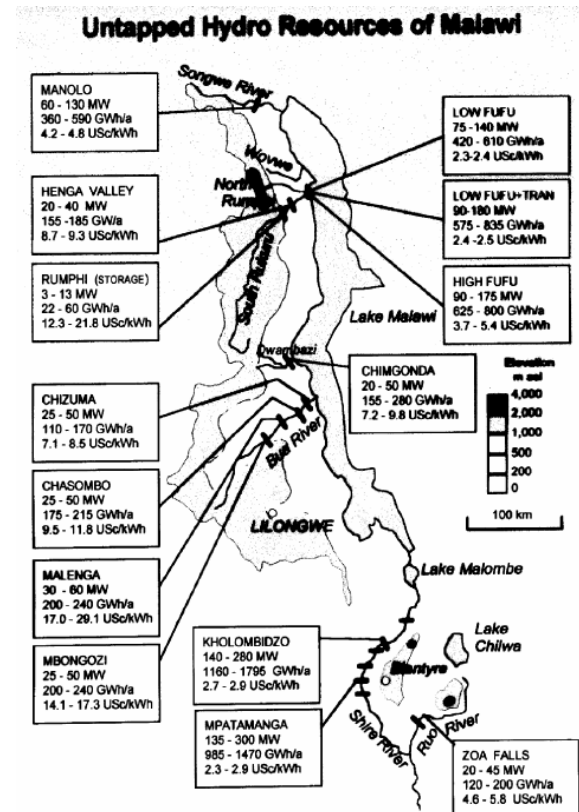 Untapped Hydro Resources of Malawi
Songwe River
MANOLO
60 - 130 MW
360 - 590 GWh/a
4.2 - 4.8 USc/kWh
LOW FUFU
75 -140 MW
420 - 610 GWh/a
2.3-2.4 USc/kWh
Wovwe
North
HENGA VALLEY
20 - 40 MW
155 -185 GW/a
8.7 - 9.3 USc/kWh
LOW FUFU+TRAN
90-180 MW
575 - 835 GWh/a
2.4 -2.5 USc/kWh
RUMPHI (STORAGE)
3 - 13 MW
22 - 60 GWh/a
12.3 - 21.8 USc/kWh
South Rukuru
HIGH FUFU
90 - 175 MW
625 - 800 GWh/a
3.7 - 5.4 USc/kWh
Lake Malawi
Dwambazi
CHIMGONDA
20 - 50 MW
155 - 280 GWh/a
7.2 - 9.8 USc/kWh
Elevation
m asl
4,000
2,000
1,000
500
200
0
100 km
CHIZUMA
25 - 50 MW
110 - 170 GWh/a
7.1 - 8.5 USc/kWh
Bua River
CHASOMBO
25 - 50 MW
175 - 215 GWh/a
9.5 - 11.8 USc/kWh
LILONGWE
MALENGA
30 - 60 MW
200 - 240 GWh/a
17.0 - 29.1 USc/kWh
Lake Malombe
MBONGOZI
25 - 50 MW
200 - 240 GWh/a
14.1 - 17.3 USc/kWh
KHOLOMBIDZO
140 - 280 MW
1160 - 1795 GWh/a
2.7 - 2.9 USc/kWh
Lake
Chilwa
Blantyre
MPATAMANGA
135 - 300 MW
985 - 1470 GWh/a
2.3 - 2.9 USc/kWh
Shire River
Ruo River
ZOA FALLS
20 - 45 MW
120 - 200 GWh/a
4.6 - 5.8 USc/kWh